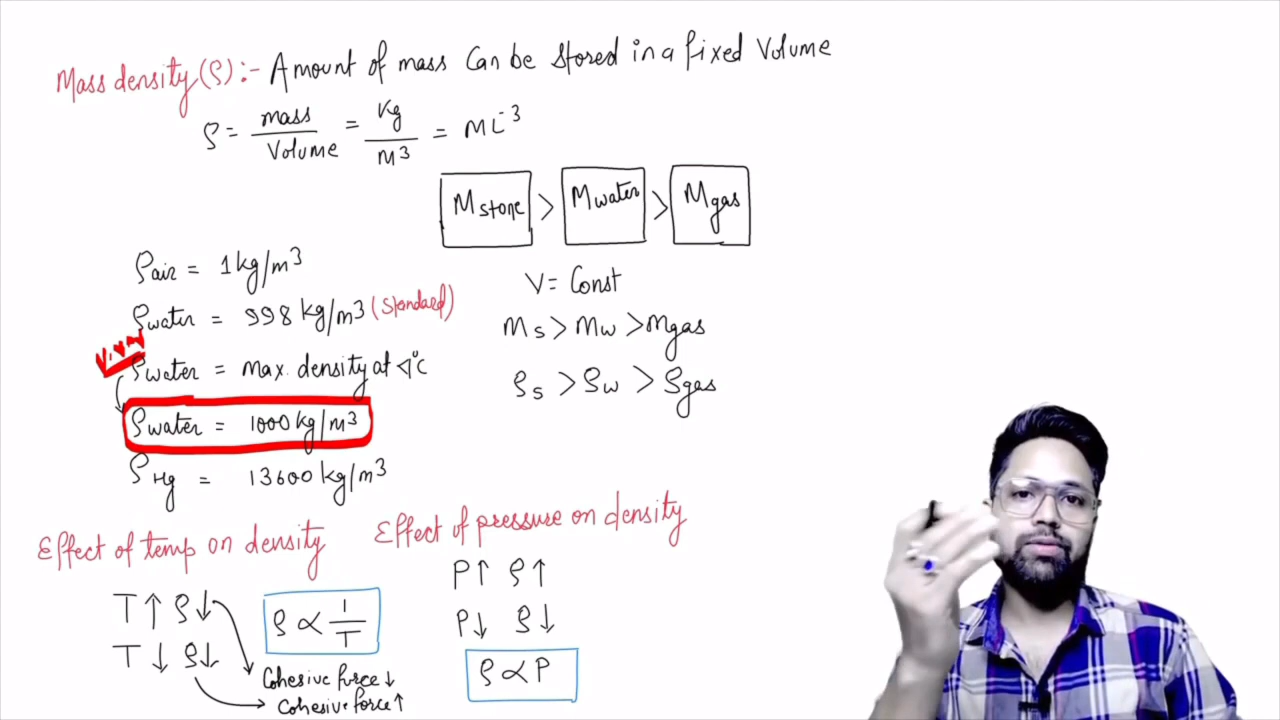 Mass density (ρ) :- Amount of mass Can be stored in a fixed Volume
ρ = mass / Volume = Kg / M³ = ML⁻³
Mstone > Mwater > Mgas
ρair = 1 kg/m³
V = Const
ρwater = 998 kg/m³ (Standard)
Ms > Mw > Mgas
ρwater = max. density at 4°C
ρs > ρw > ρgas
ρwater = 1000 kg/m³
ρHg = 13600 kg/m³
Effect of temp on density
T↑ ρ↓
T↓ ρ↓
ρ ∝ 1/T
Cohesive force ↓
Cohesive force ↑
Effect of pressure on density
P↑ ρ↑
P↓ ρ↓
ρ ∝ P